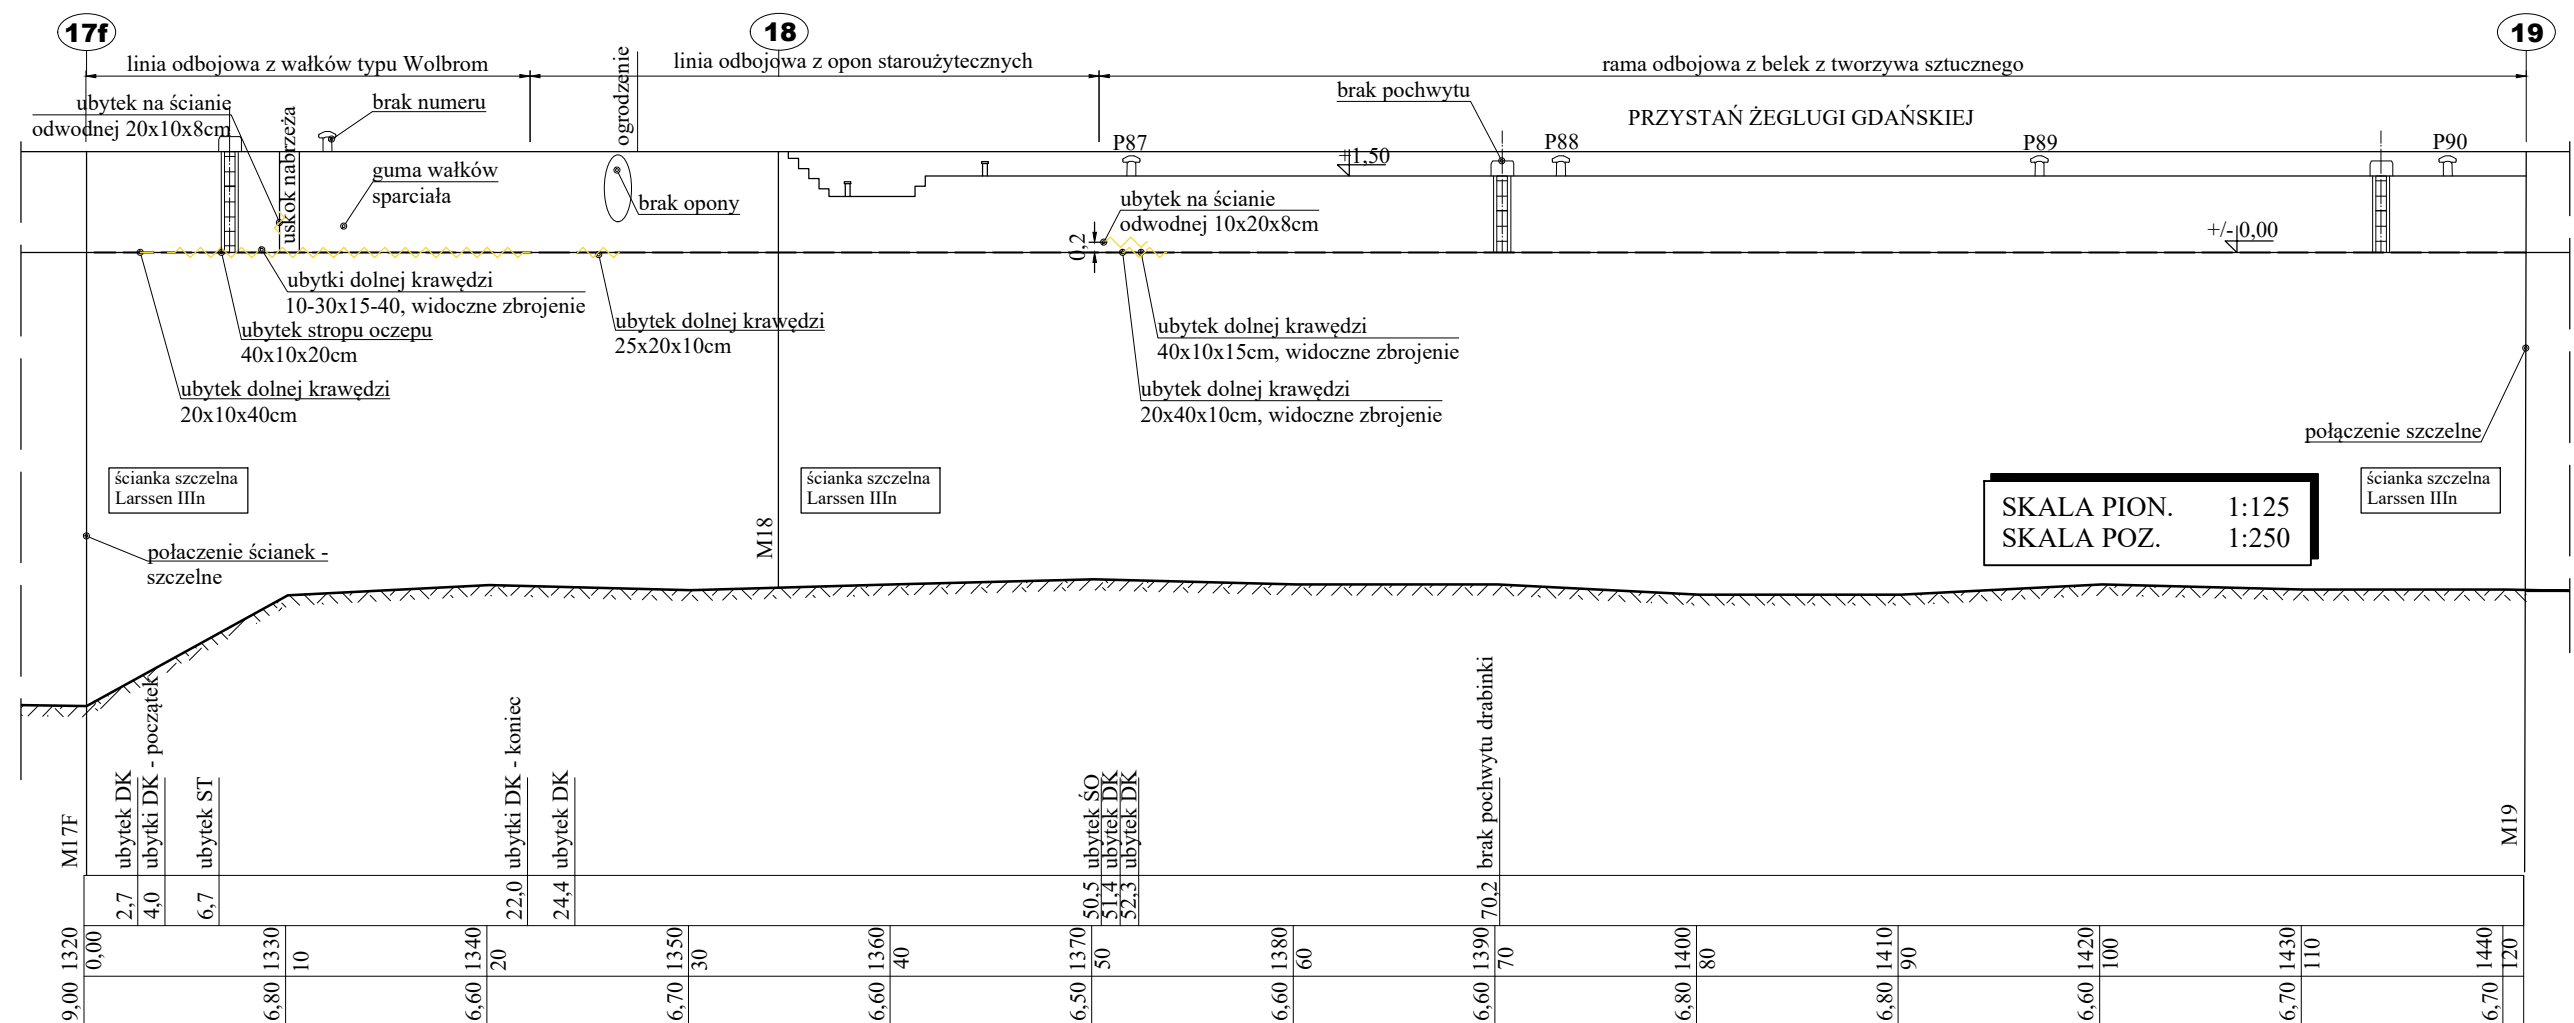 17f
18
19
linia odbojowa z wałków typu Wolbrom
linia odbojowa z opon staroużytecznych
rama odbojowa z belek z tworzywa sztucznego
ogrodzenie
ubytek na ścianie
odwodnej 20x10x8cm
brak numeru
uskok nabrzeża
guma wałków
sparciała
brak opony
brak pochwytu
PRZYSTAŃ ŻEGLUGI GDAŃSKIEJ
P87
+1,50
P88
P89
P90
ubytek na ścianie
odwodnej 10x20x8cm
0,2
+/- 0,00
ubytki dolnej krawędzi
10-30x15-40, widoczne zbrojenie
ubytek stropu oczepu
40x10x20cm
ubytek dolnej krawędzi
20x10x40cm
ubytek dolnej krawędzi
25x20x10cm
ubytek dolnej krawędzi
40x10x15cm, widoczne zbrojenie
ubytek dolnej krawędzi
20x40x10cm, widoczne zbrojenie
połączenie szczelne
ścianka szczelna
Larssen IIIn
ścianka szczelna
Larssen IIIn
ścianka szczelna
Larssen IIIn
SKALA PION. 1:125
SKALA POZ. 1:250
połaczenie ścianek -
szczelne
M18
M17F
M19
2,7 ubytek DK
4,0 ubytki DK - początek
6,7 ubytek ST
22,0 ubytki DK - koniec
24,4 ubytek DK
50,5 ubytek ŚO
51,4 ubytek DK
52,3 ubytek DK
70,2 brak pochwytu drabinki
1320 1330 1340 1350 1360 1370 1380 1390 1400 1410 1420 1430 1440
0,00 10 20 30 40 50 60 70 80 90 100 110 120
9,00 6,80 6,60 6,70 6,60 6,50 6,60 6,60 6,80 6,80 6,60 6,70 6,70